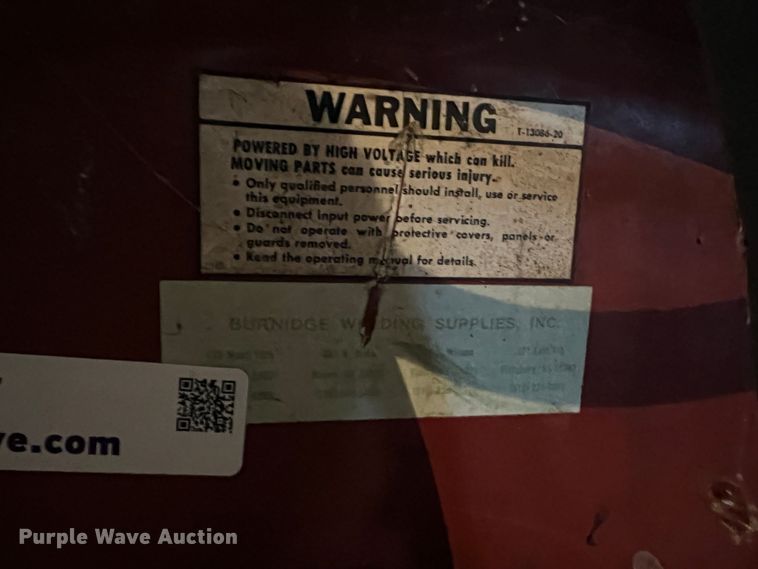 WARNING
T-13086-20
POWERED BY HIGH VOLTAGE which can kill.
MOVING PARTS can cause serious injury.
• Only qualified personnel should install, use or service
this equipment.
• Disconnect input power before servicing.
• Do not operate with protective covers, panels or
guards removed.
• Read the operating manual for details.
BURNIDGE WELDING SUPPLIES, INC.
ve.com
Purple Wave Auction